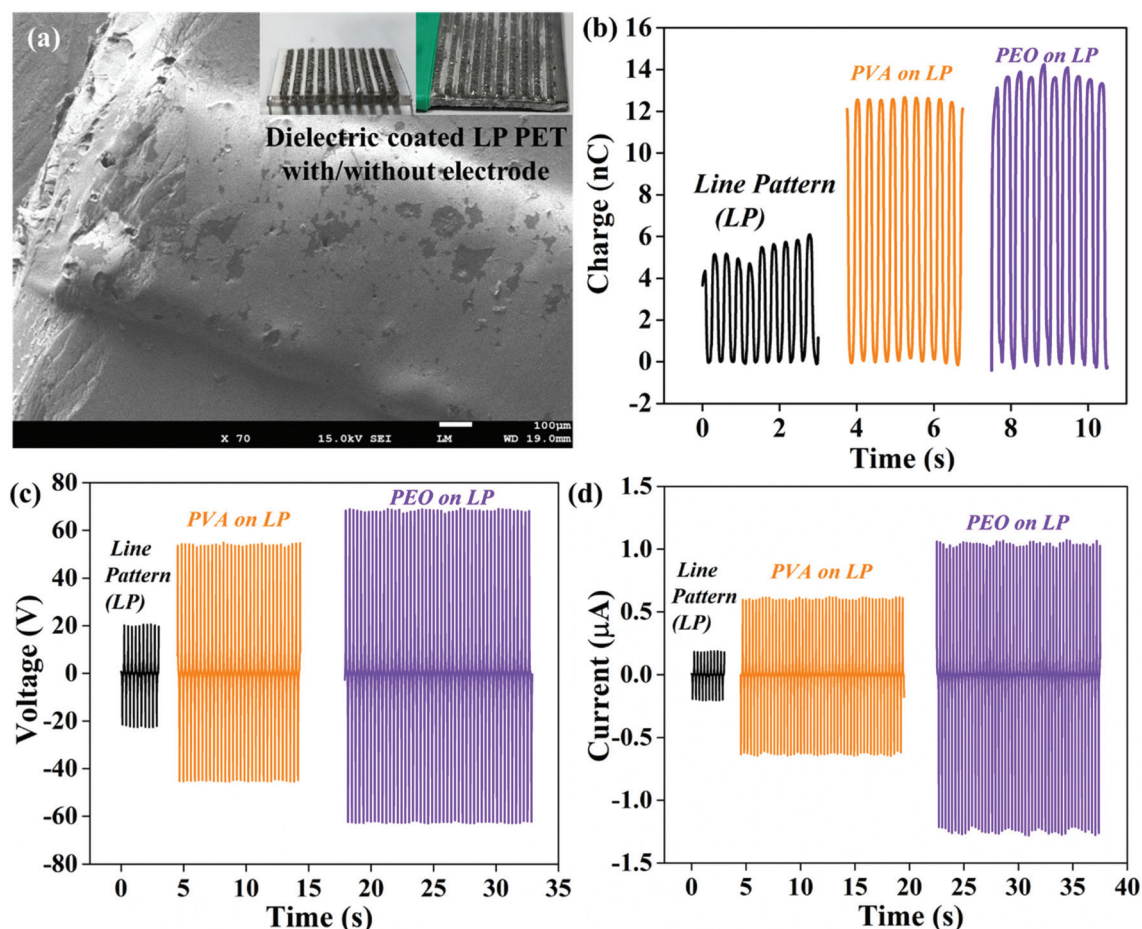 (a)
Dielectric coated LP PET
with/without electrode
100µm
X 70 15.0kV SEI LM WD 19.0mm
(b)
16
14
12
10
8
6
4
2
0
-2
Charge (nC)
Line Pattern
(LP)
PVA on LP
PEO on LP
0 2 4 6 8 10
Time (s)
(c)
80
60
40
20
0
-20
-40
-60
-80
Voltage (V)
Line
Pattern
(LP)
PVA on LP
PEO on LP
0 5 10 15 20 25 30 35
Time (s)
(d)
1.5
1.0
0.5
0.0
-0.5
-1.0
-1.5
Current (µA)
Line
Pattern
(LP)
PVA on LP
PEO on LP
0 5 10 15 20 25 30 35 40
Time (s)